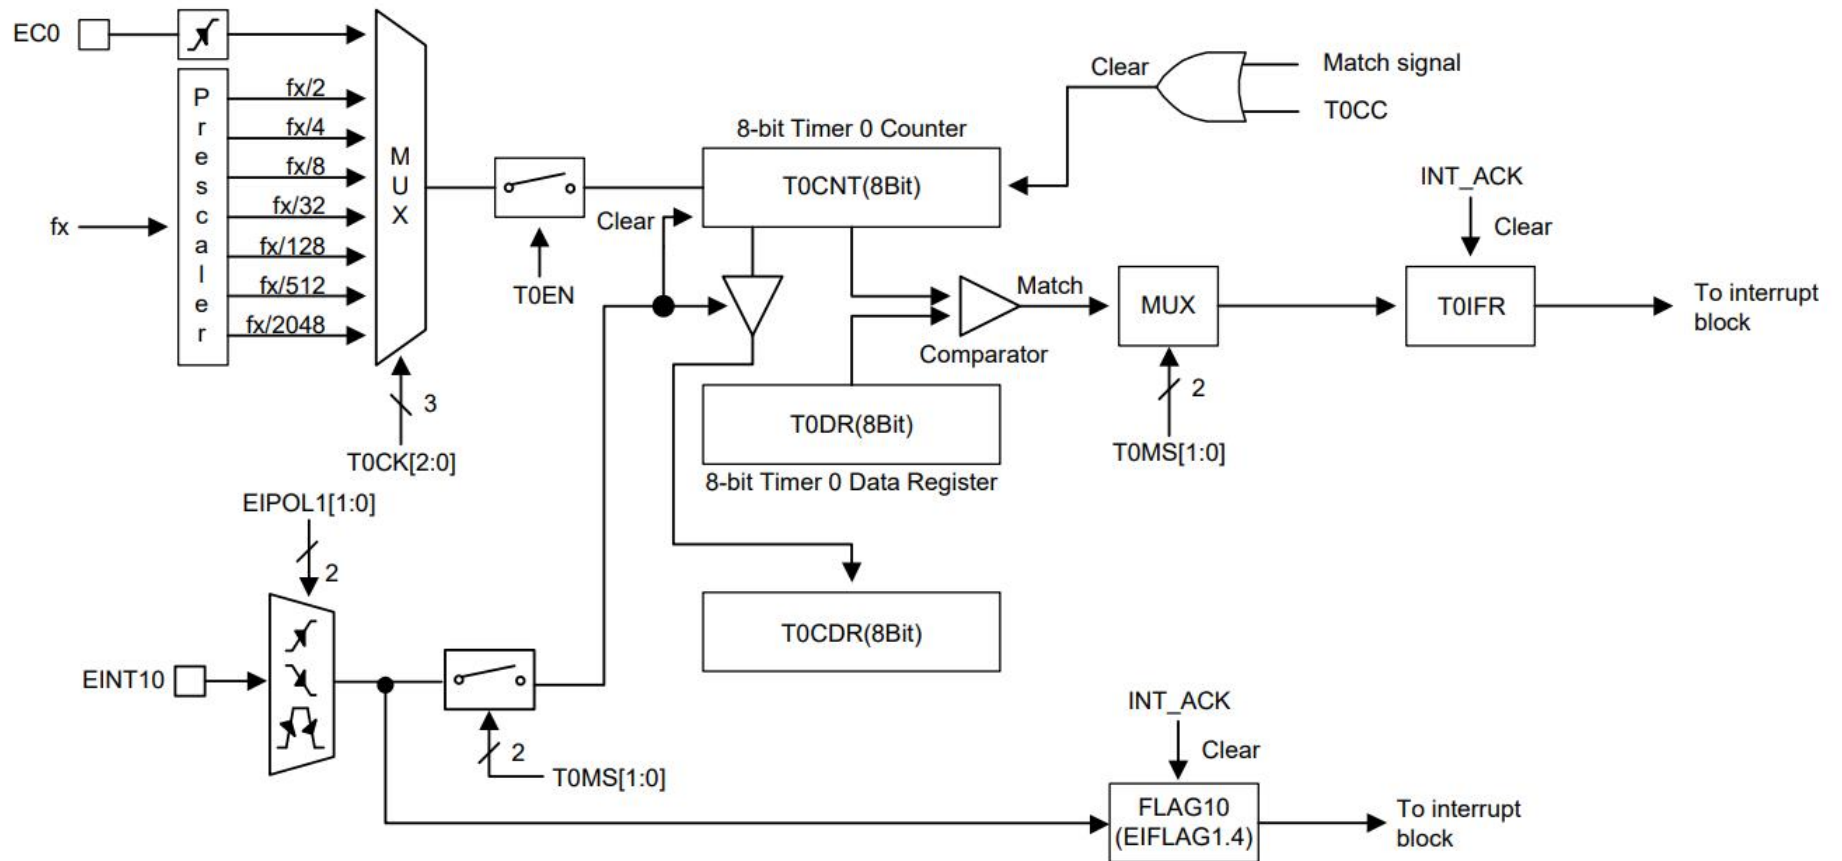 EC0
P
r
e
s
c
a
l
e
r
fx
fx/2
fx/4
fx/8
fx/32
fx/128
fx/512
fx/2048
M
U
X
3
T0CK[2:0]
T0EN
8-bit Timer 0 Counter
T0CNT(8Bit)
Clear
Clear
Match signal
T0CC
Comparator
Match
MUX
2
T0MS[1:0]
INT_ACK
Clear
T0IFR
To interrupt
block
T0DR(8Bit)
8-bit Timer 0 Data Register
T0CDR(8Bit)
EIPOL1[1:0]
2
EINT10
2
T0MS[1:0]
INT_ACK
Clear
FLAG10
(EIFLAG1.4)
To interrupt
block